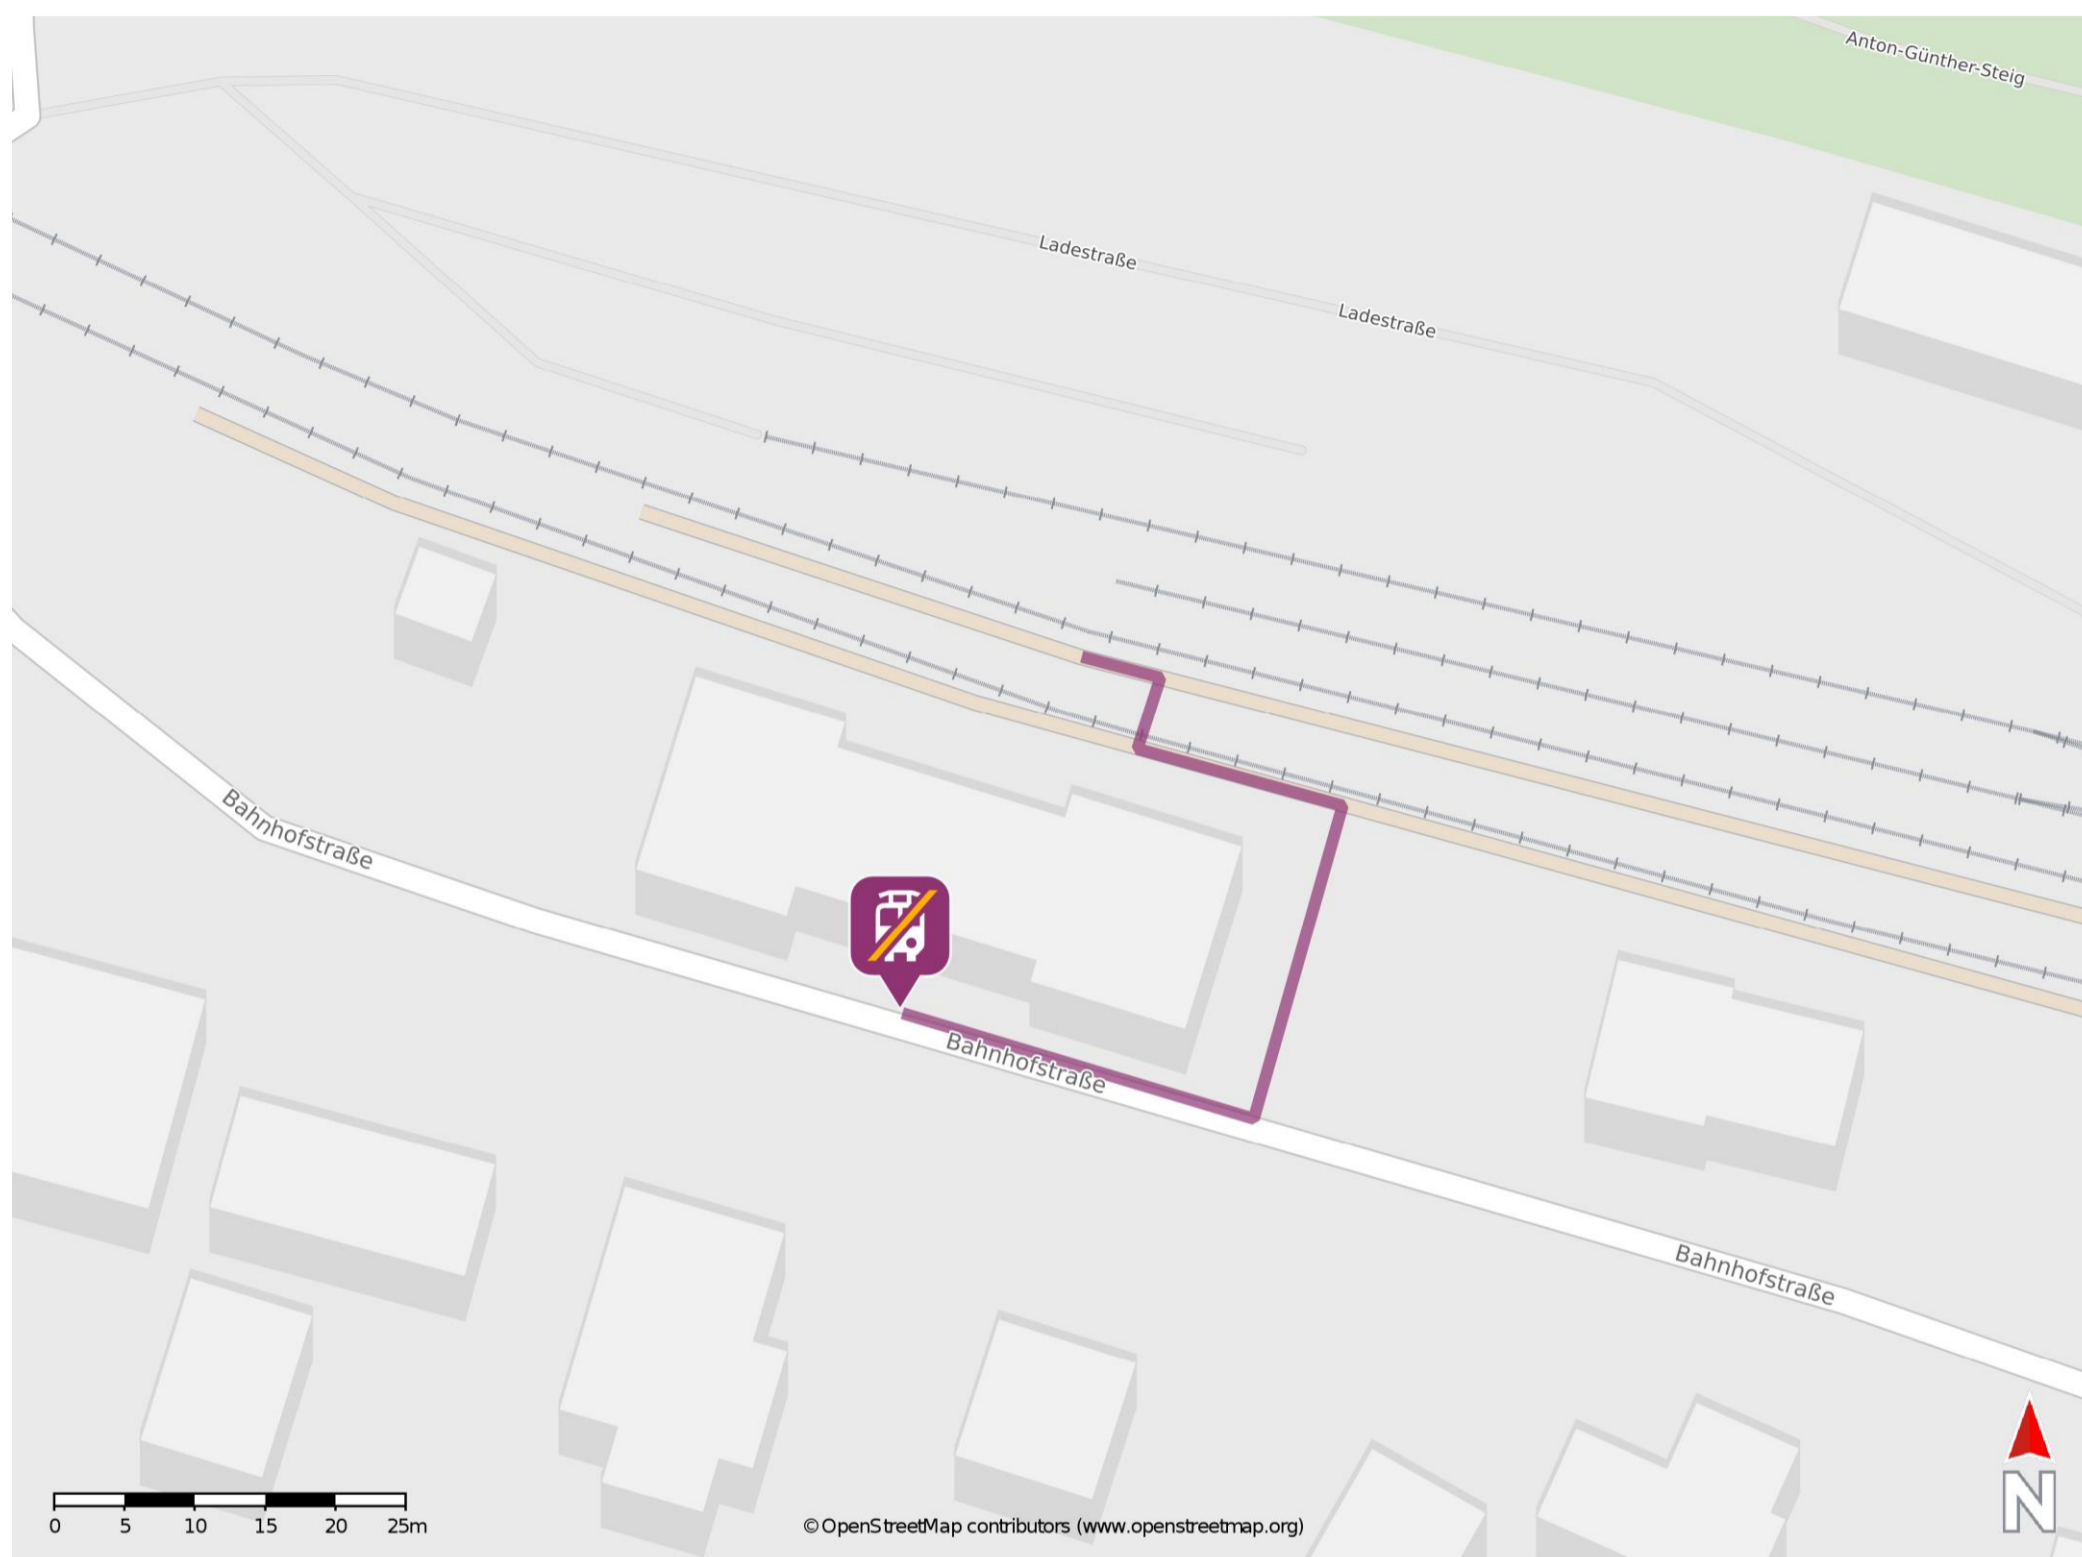 Anton-Günther-Steig
Ladestraße
Ladestraße
Bahnhofstraße
Bahnhofstraße
Bahnhofstraße
N
0 5 10 15 20 25m
©OpenStreetMap contributors (www.openstreetmap.org)